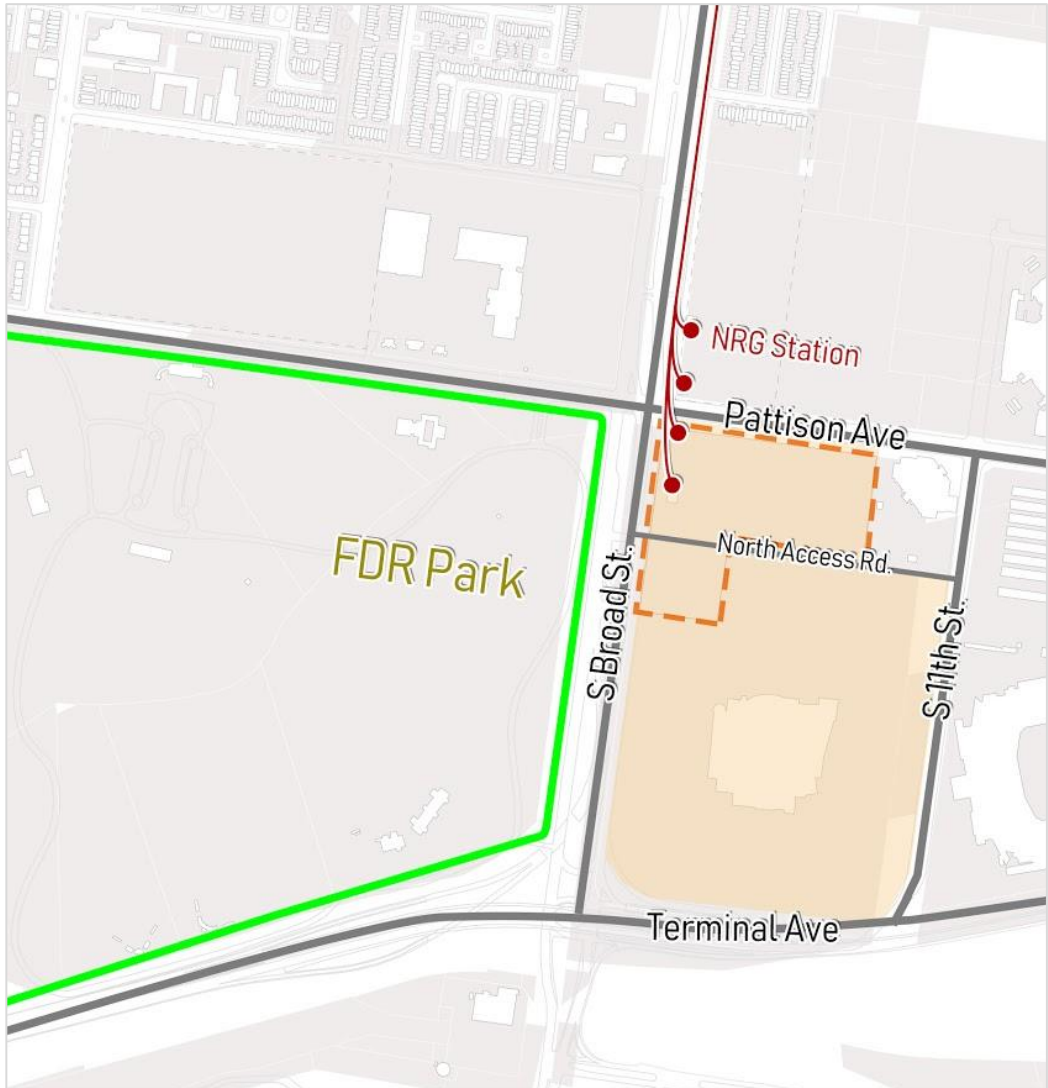 NRG Station
Pattison Ave
North Access Rd.
FDR Park
S Broad St.
S 11th St.
Terminal Ave